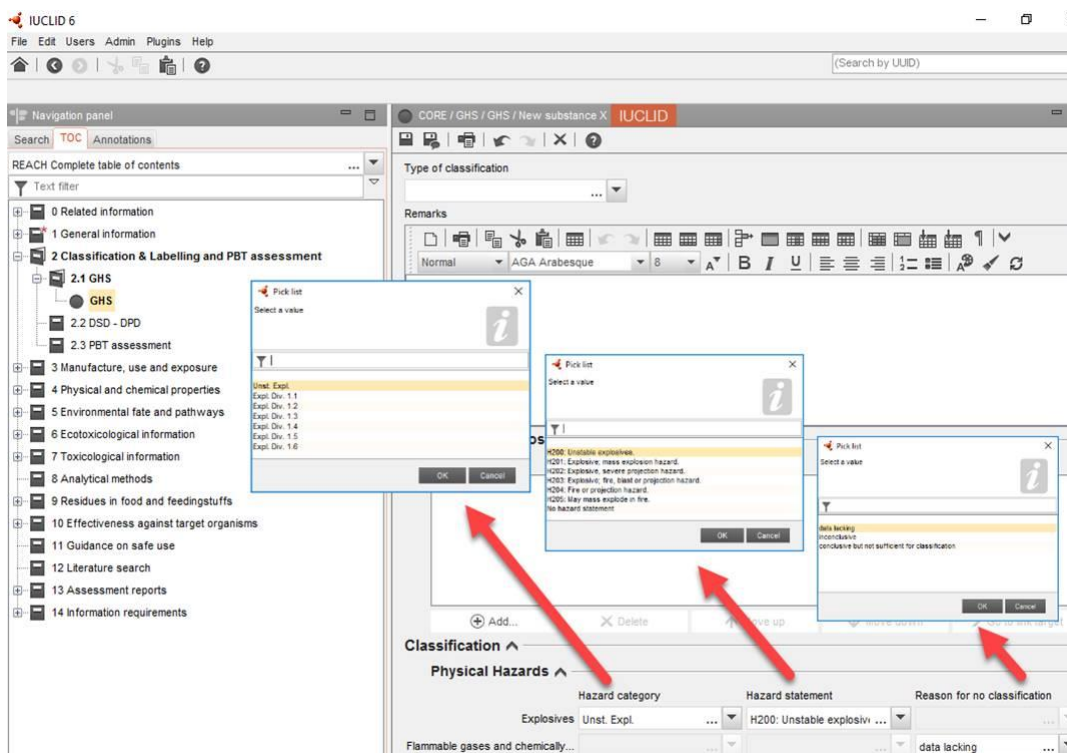 IUCLID 6
File Edit Users Admin Plugins Help
(Search by UUID)
Navigation panel
CORE / GHS / GHS / New substance X IUCLID
Search TOC Annotations
REACH Complete table of contents ...
Text filter
0 Related information
1 General information
2 Classification & Labelling and PBT assessment
2.1 GHS
GHS
2.2 DSD - DPD
2.3 PBT assessment
3 Manufacture, use and exposure
4 Physical and chemical properties
5 Environmental fate and pathways
6 Ecotoxicological information
7 Toxicological information
8 Analytical methods
9 Residues in food and feedingstuffs
10 Effectiveness against target organisms
11 Guidance on safe use
12 Literature search
13 Assessment reports
14 Information requirements
Type of classification
...
Remarks
Normal AGA Arabesque 8 B I U
Pick list
Select a value
Unst. Expl.
Expl. Div. 1.1
Expl. Div. 1.2
Expl. Div. 1.3
Expl. Div. 1.4
Expl. Div. 1.5
Expl. Div. 1.6
OK Cancel
Pick list
Select a value
H200: Unstable explosives.
H201: Explosive; mass explosion hazard.
H202: Explosive, severe projection hazard.
H203: Explosive; fire, blast or projection hazard.
H204: Fire or projection hazard.
H205: May mass explode in fire.
No hazard statement
OK Cancel
Pick list
Select a value
data lacking
inconclusive
conclusive but not sufficient for classification
OK Cancel
Add... Delete Move up Move down Go to link target
Classification
Physical Hazards
Hazard category Hazard statement Reason for no classification
Explosives Unst. Expl. ... H200: Unstable explosiv ...
Flammable gases and chemically... ... data lacking ...